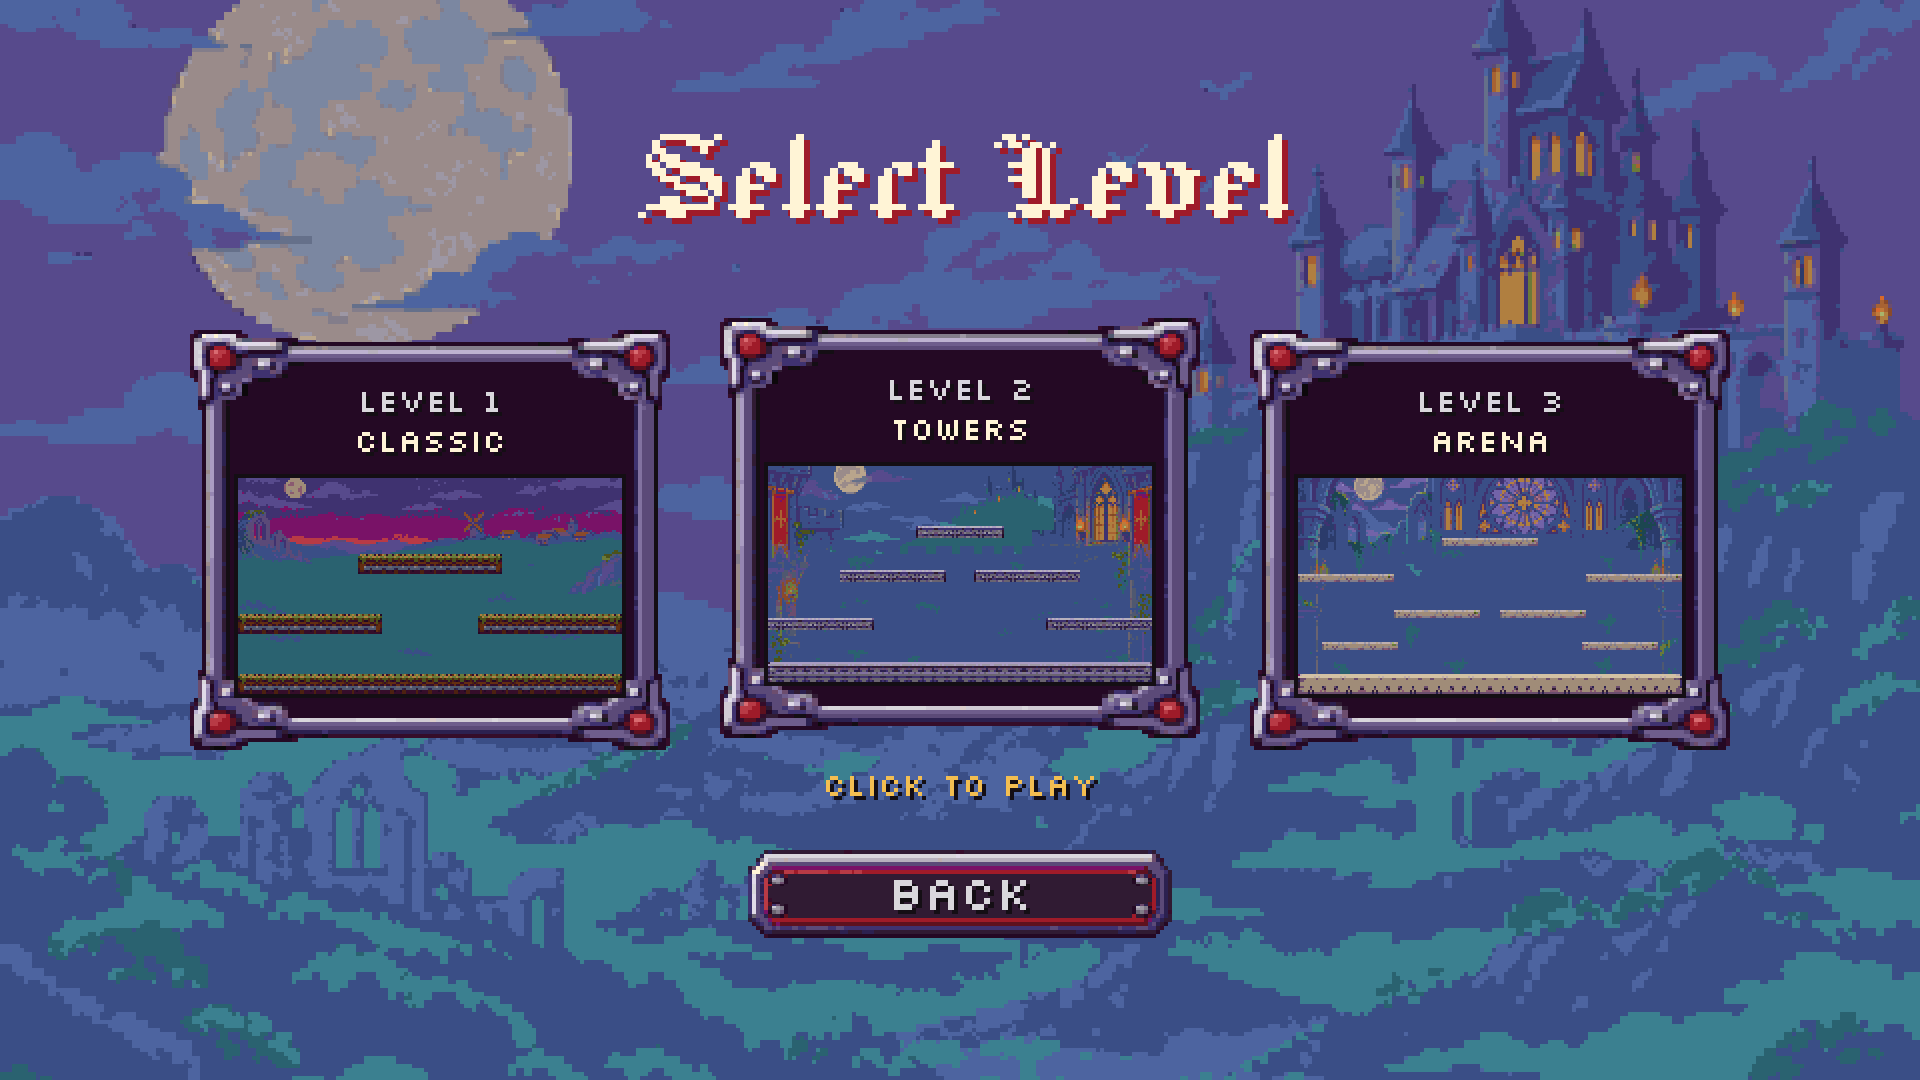 Select Level
LEVEL 1
CLASSIC
LEVEL 2
TOWERS
LEVEL 3
ARENA
CLICK TO PLAY
BACK